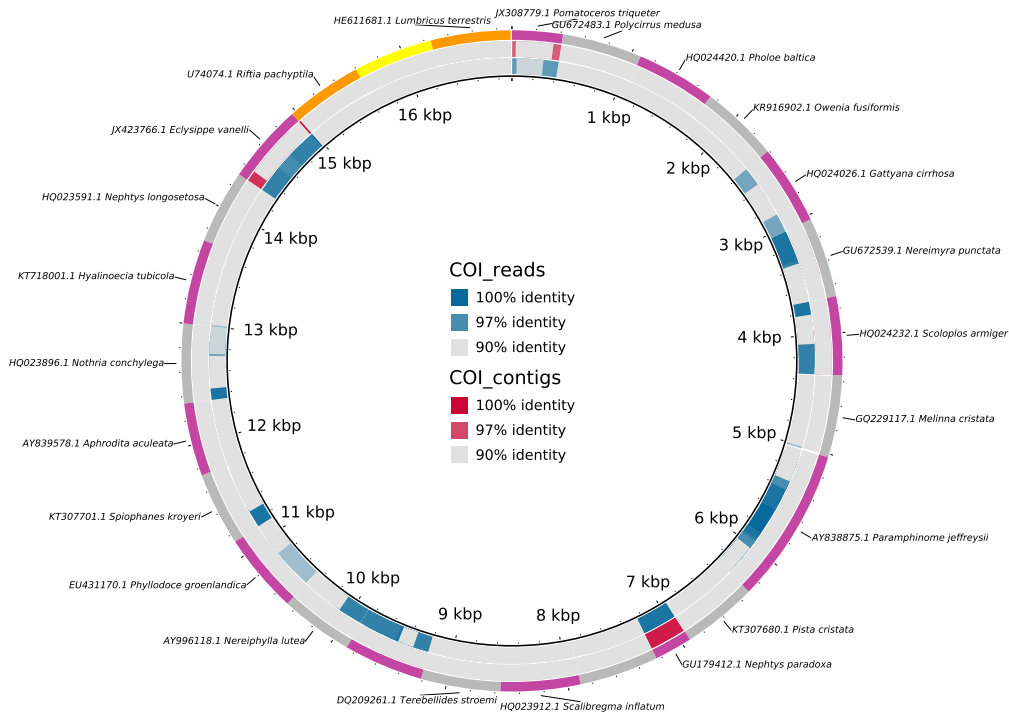 JX308779.1 Pomatoceros triqueter
HE611681.1 Lumbricus terrestris
GU672483.1 Polycirrus medusa
HQ024420.1 Pholoe baltica
U74074.1 Riftia pachyptila
KR916902.1 Owenia fusiformis
16 kbp
1 kbp
JX423766.1 Eclysippe vanelli
15 kbp
2 kbp
HQ024026.1 Gattyana cirrhosa
HQ023591.1 Nephtys longosetosa
14 kbp
3 kbp
GU672539.1 Nereimyra punctata
COI_reads
KT718001.1 Hyalinoecia tubicola
100% identity
97% identity
90% identity
13 kbp
4 kbp
HQ024232.1 Scoloplos armiger
HQ023896.1 Nothria conchylega
COI_contigs
100% identity
97% identity
90% identity
GQ229117.1 Melinna cristata
12 kbp
5 kbp
AY839578.1 Aphrodita aculeata
KT307701.1 Spiophanes kroyeri
11 kbp
6 kbp
AY838875.1 Paramphinome jeffreysii
EU431170.1 Phyllodoce groenlandica
10 kbp
7 kbp
9 kbp
8 kbp
KT307680.1 Pista cristata
AY996118.1 Nereiphylla lutea
GU179412.1 Nephtys paradoxa
DQ209261.1 Terebellides stroemi
HQ023912.1 Scalibregma inflatum